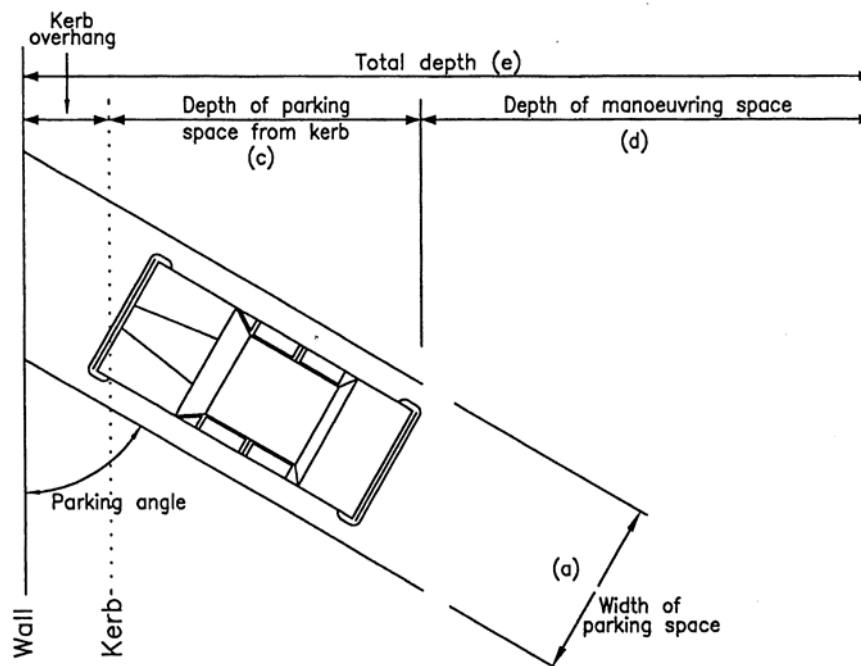 Kerb
overhang
Total depth (e)
Depth of parking
space from kerb
(c)
Depth of manoeuvring space
(d)
Parking angle
(a)
Width of
parking space
Wall
Kerb